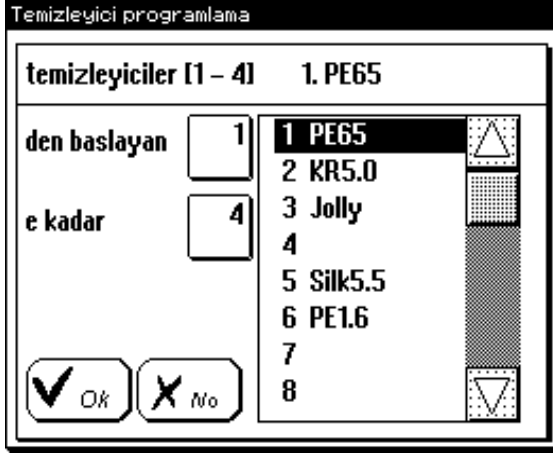 Temizleyici programlama
temizleyiciler [1 – 4] 1. PE65
den baslayan 1
e kadar 4
1 PE65
2 KR5.0
3 Jolly
4
5 Silk5.5
6 PE1.6
7
8
Ok No